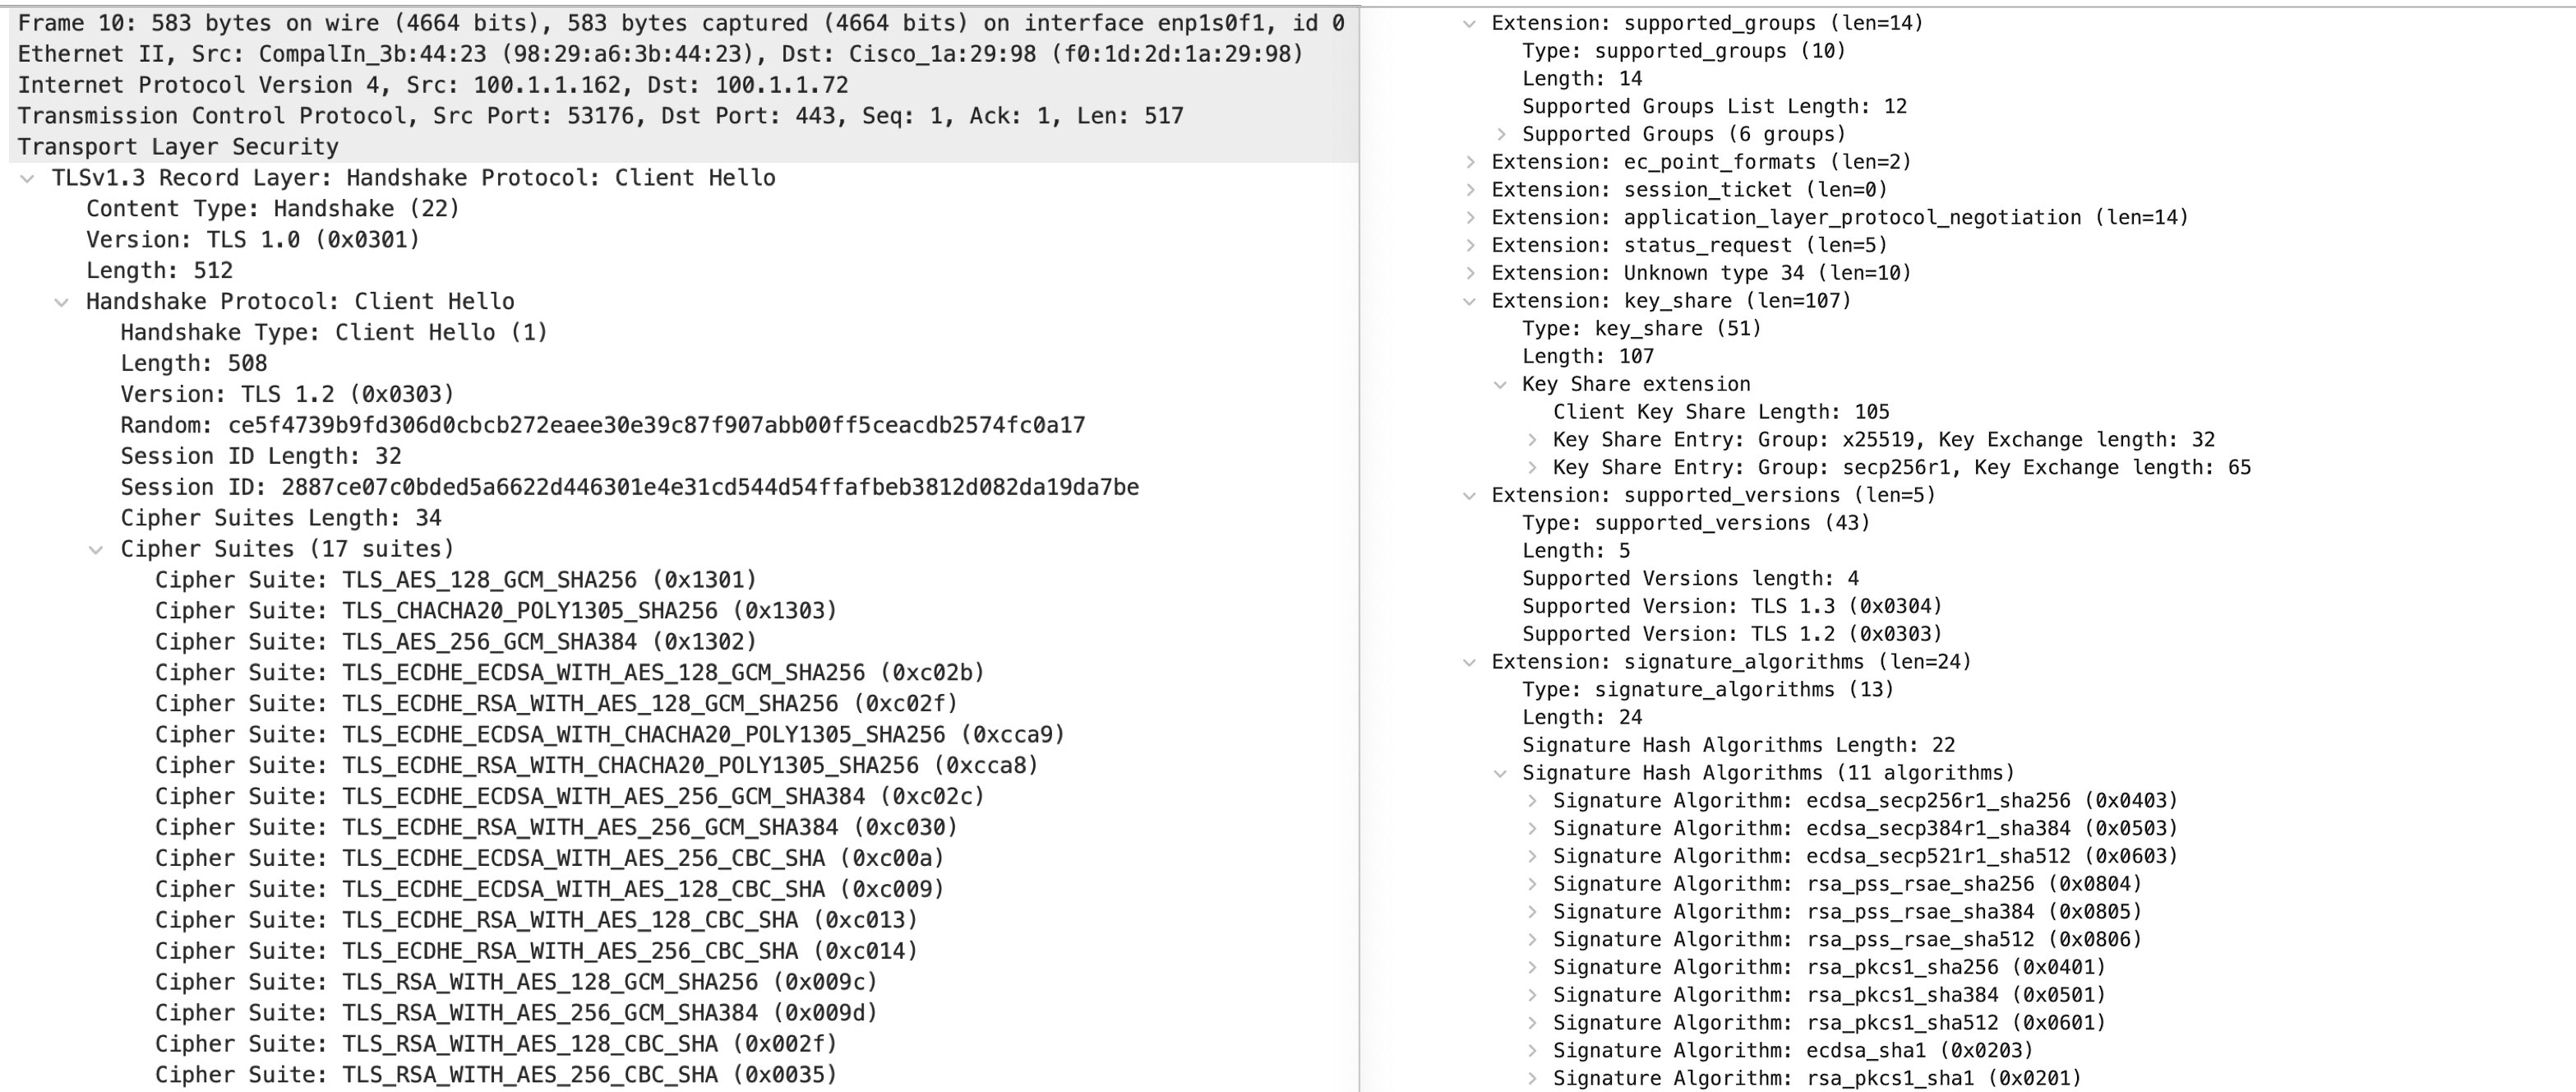 Frame 10: 583 bytes on wire (4664 bits), 583 bytes captured (4664 bits) on interface enp1s0f1, id 0
Ethernet II, Src: CompalIn_3b:44:23 (98:29:a6:3b:44:23), Dst: Cisco_1a:29:98 (f0:1d:2d:1a:29:98)
Internet Protocol Version 4, Src: 100.1.1.162, Dst: 100.1.1.72
Transmission Control Protocol, Src Port: 53176, Dst Port: 443, Seq: 1, Ack: 1, Len: 517
Transport Layer Security
TLSv1.3 Record Layer: Handshake Protocol: Client Hello
Content Type: Handshake (22)
Version: TLS 1.0 (0x0301)
Length: 512
Handshake Protocol: Client Hello
Handshake Type: Client Hello (1)
Length: 508
Version: TLS 1.2 (0x0303)
Random: ce5f4739b9fd306d0cbcb272eaee30e39c87f907abb00ff5ceacdb2574fc0a17
Session ID Length: 32
Session ID: 2887ce07c0bded5a6622d446301e4e31cd544d54ffafbeb3812d082da19da7be
Cipher Suites Length: 34
Cipher Suites (17 suites)
Cipher Suite: TLS_AES_128_GCM_SHA256 (0x1301)
Cipher Suite: TLS_CHACHA20_POLY1305_SHA256 (0x1303)
Cipher Suite: TLS_AES_256_GCM_SHA384 (0x1302)
Cipher Suite: TLS_ECDHE_ECDSA_WITH_AES_128_GCM_SHA256 (0xc02b)
Cipher Suite: TLS_ECDHE_RSA_WITH_AES_128_GCM_SHA256 (0xc02f)
Cipher Suite: TLS_ECDHE_ECDSA_WITH_CHACHA20_POLY1305_SHA256 (0xcca9)
Cipher Suite: TLS_ECDHE_RSA_WITH_CHACHA20_POLY1305_SHA256 (0xcca8)
Cipher Suite: TLS_ECDHE_ECDSA_WITH_AES_256_GCM_SHA384 (0xc02c)
Cipher Suite: TLS_ECDHE_RSA_WITH_AES_256_GCM_SHA384 (0xc030)
Cipher Suite: TLS_ECDHE_ECDSA_WITH_AES_256_CBC_SHA (0xc00a)
Cipher Suite: TLS_ECDHE_ECDSA_WITH_AES_128_CBC_SHA (0xc009)
Cipher Suite: TLS_ECDHE_RSA_WITH_AES_128_CBC_SHA (0xc013)
Cipher Suite: TLS_ECDHE_RSA_WITH_AES_256_CBC_SHA (0xc014)
Cipher Suite: TLS_RSA_WITH_AES_128_GCM_SHA256 (0x009c)
Cipher Suite: TLS_RSA_WITH_AES_256_GCM_SHA384 (0x009d)
Cipher Suite: TLS_RSA_WITH_AES_128_CBC_SHA (0x002f)
Cipher Suite: TLS_RSA_WITH_AES_256_CBC_SHA (0x0035)
Extension: supported_groups (len=14)
Type: supported_groups (10)
Length: 14
Supported Groups List Length: 12
Supported Groups (6 groups)
Extension: ec_point_formats (len=2)
Extension: session_ticket (len=0)
Extension: application_layer_protocol_negotiation (len=14)
Extension: status_request (len=5)
Extension: Unknown type 34 (len=10)
Extension: key_share (len=107)
Type: key_share (51)
Length: 107
Key Share extension
Client Key Share Length: 105
Key Share Entry: Group: x25519, Key Exchange length: 32
Key Share Entry: Group: secp256r1, Key Exchange length: 65
Extension: supported_versions (len=5)
Type: supported_versions (43)
Length: 5
Supported Versions length: 4
Supported Version: TLS 1.3 (0x0304)
Supported Version: TLS 1.2 (0x0303)
Extension: signature_algorithms (len=24)
Type: signature_algorithms (13)
Length: 24
Signature Hash Algorithms Length: 22
Signature Hash Algorithms (11 algorithms)
Signature Algorithm: ecdsa_secp256r1_sha256 (0x0403)
Signature Algorithm: ecdsa_secp384r1_sha384 (0x0503)
Signature Algorithm: ecdsa_secp521r1_sha512 (0x0603)
Signature Algorithm: rsa_pss_rsae_sha256 (0x0804)
Signature Algorithm: rsa_pss_rsae_sha384 (0x0805)
Signature Algorithm: rsa_pss_rsae_sha512 (0x0806)
Signature Algorithm: rsa_pkcs1_sha256 (0x0401)
Signature Algorithm: rsa_pkcs1_sha384 (0x0501)
Signature Algorithm: rsa_pkcs1_sha512 (0x0601)
Signature Algorithm: ecdsa_sha1 (0x0203)
Signature Algorithm: rsa_pkcs1_sha1 (0x0201)